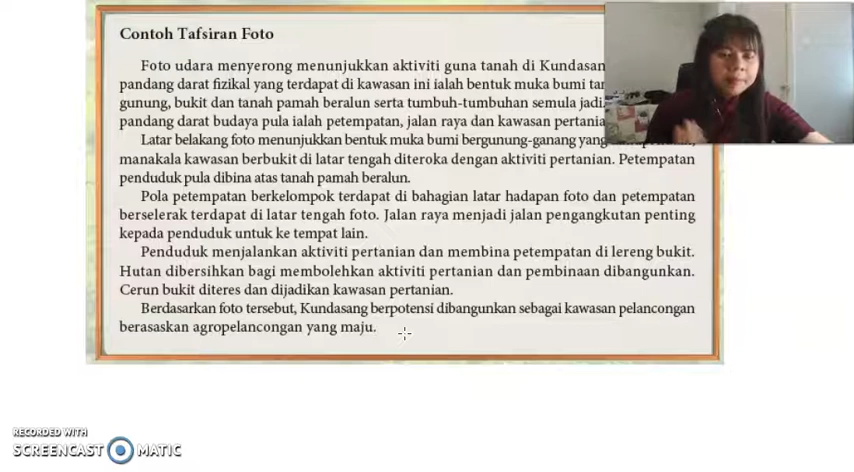 Contoh Tafsiran Foto
Foto udara menyerong menunjukkan aktiviti guna tanah di Kundasan
pandang darat fizikal yang terdapat di kawasan ini ialah bentuk muka bumi
gunung, bukit dan tanah pamah beralun serta tumbuh-tumbuhan semula jadi
pandang darat budaya pula ialah petempatan, jalan raya dan kawasan pertania
Latar belakang foto menunjukkan bentuk muka bumi bergunung-ganang yang
manakala kawasan berbukit di latar tengah diteroka dengan aktiviti pertanian. Petempatan
penduduk pula dibina atas tanah pamah beralun.
Pola petempatan berkelompok terdapat di bahagian latar hadapan foto dan petempatan
berselerak terdapat di latar tengah foto. Jalan raya menjadi jalan pengangkutan penting
kepada penduduk untuk ke tempat lain.
Penduduk menjalankan aktiviti pertanian dan membina petempatan di lereng bukit.
Hutan dibersihkan bagi membolehkan aktiviti pertanian dan pembinaan dibangunkan.
Cerun bukit diteres dan dijadikan kawasan pertanian.
Berdasarkan foto tersebut, Kundasang berpotensi dibangunkan sebagai kawasan pelancongan
berasaskan agropelancongan yang maju.
RECORDED WITH
SCREENCAST MATIC